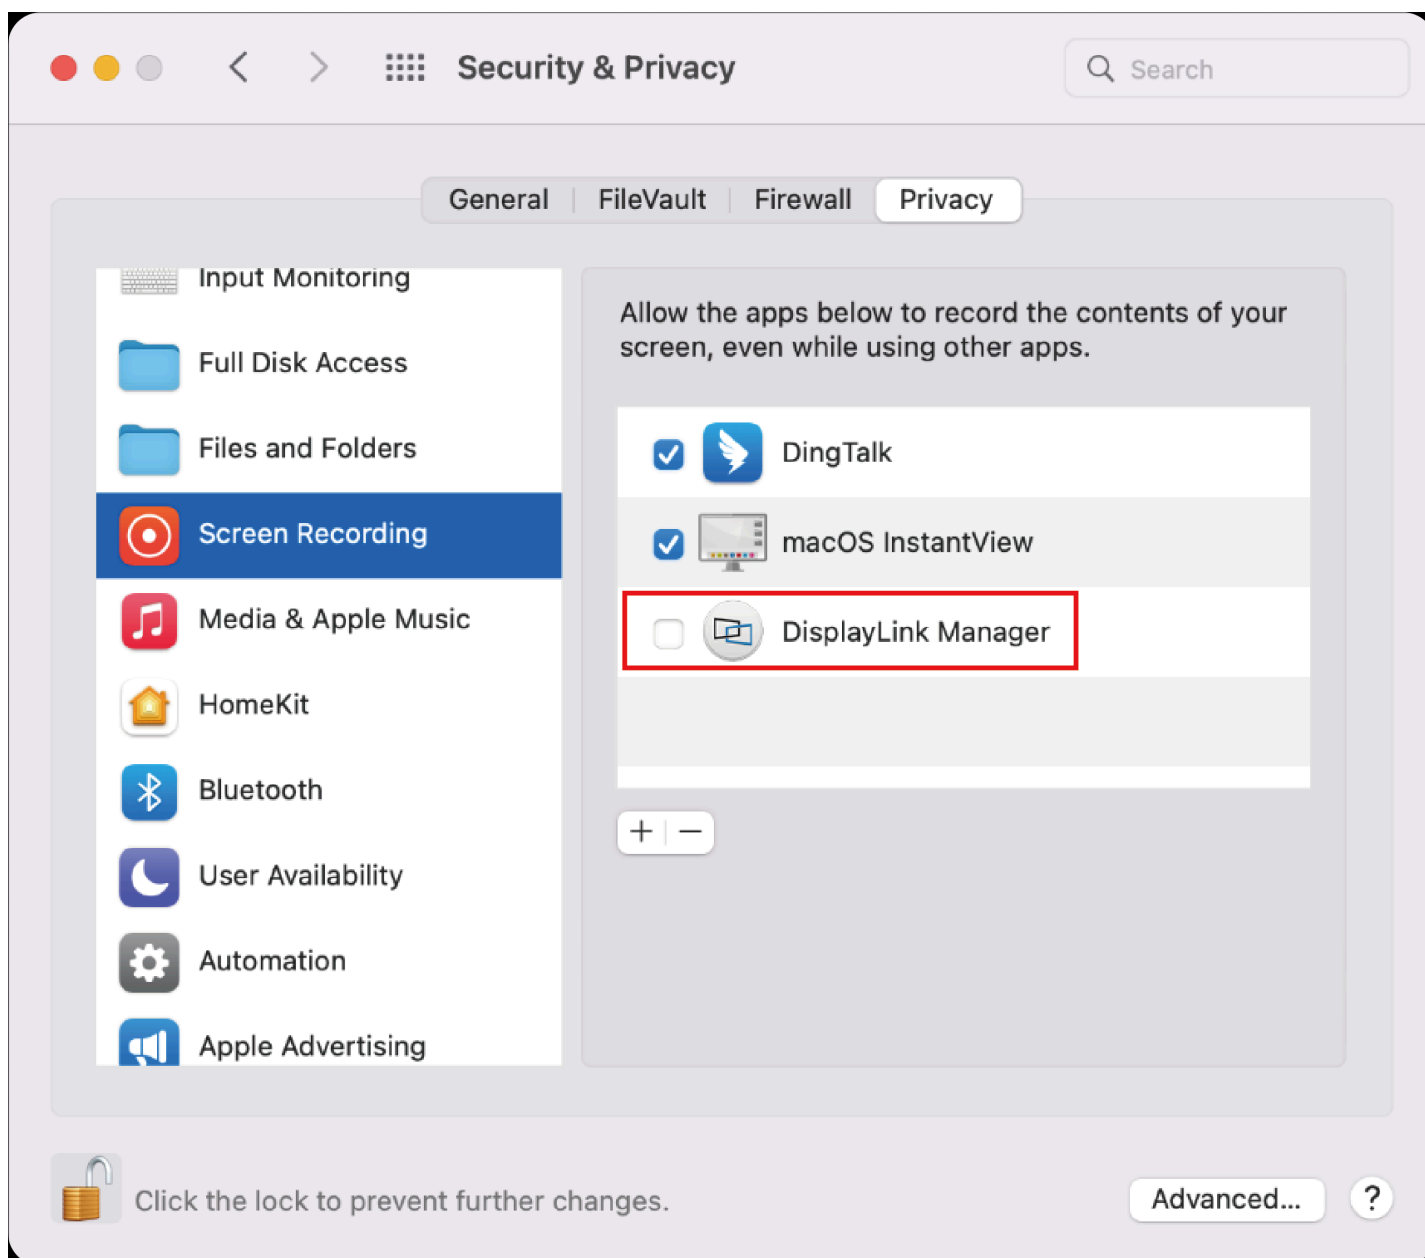 Security & Privacy
Search
General
FileVault
Firewall
Privacy
Input Monitoring
Full Disk Access
Files and Folders
Screen Recording
Media & Apple Music
HomeKit
Bluetooth
User Availability
Automation
Apple Advertising
Allow the apps below to record the contents of your
screen, even while using other apps.
DingTalk
macOS InstantView
DisplayLink Manager
+ −
Click the lock to prevent further changes.
Advanced...
?